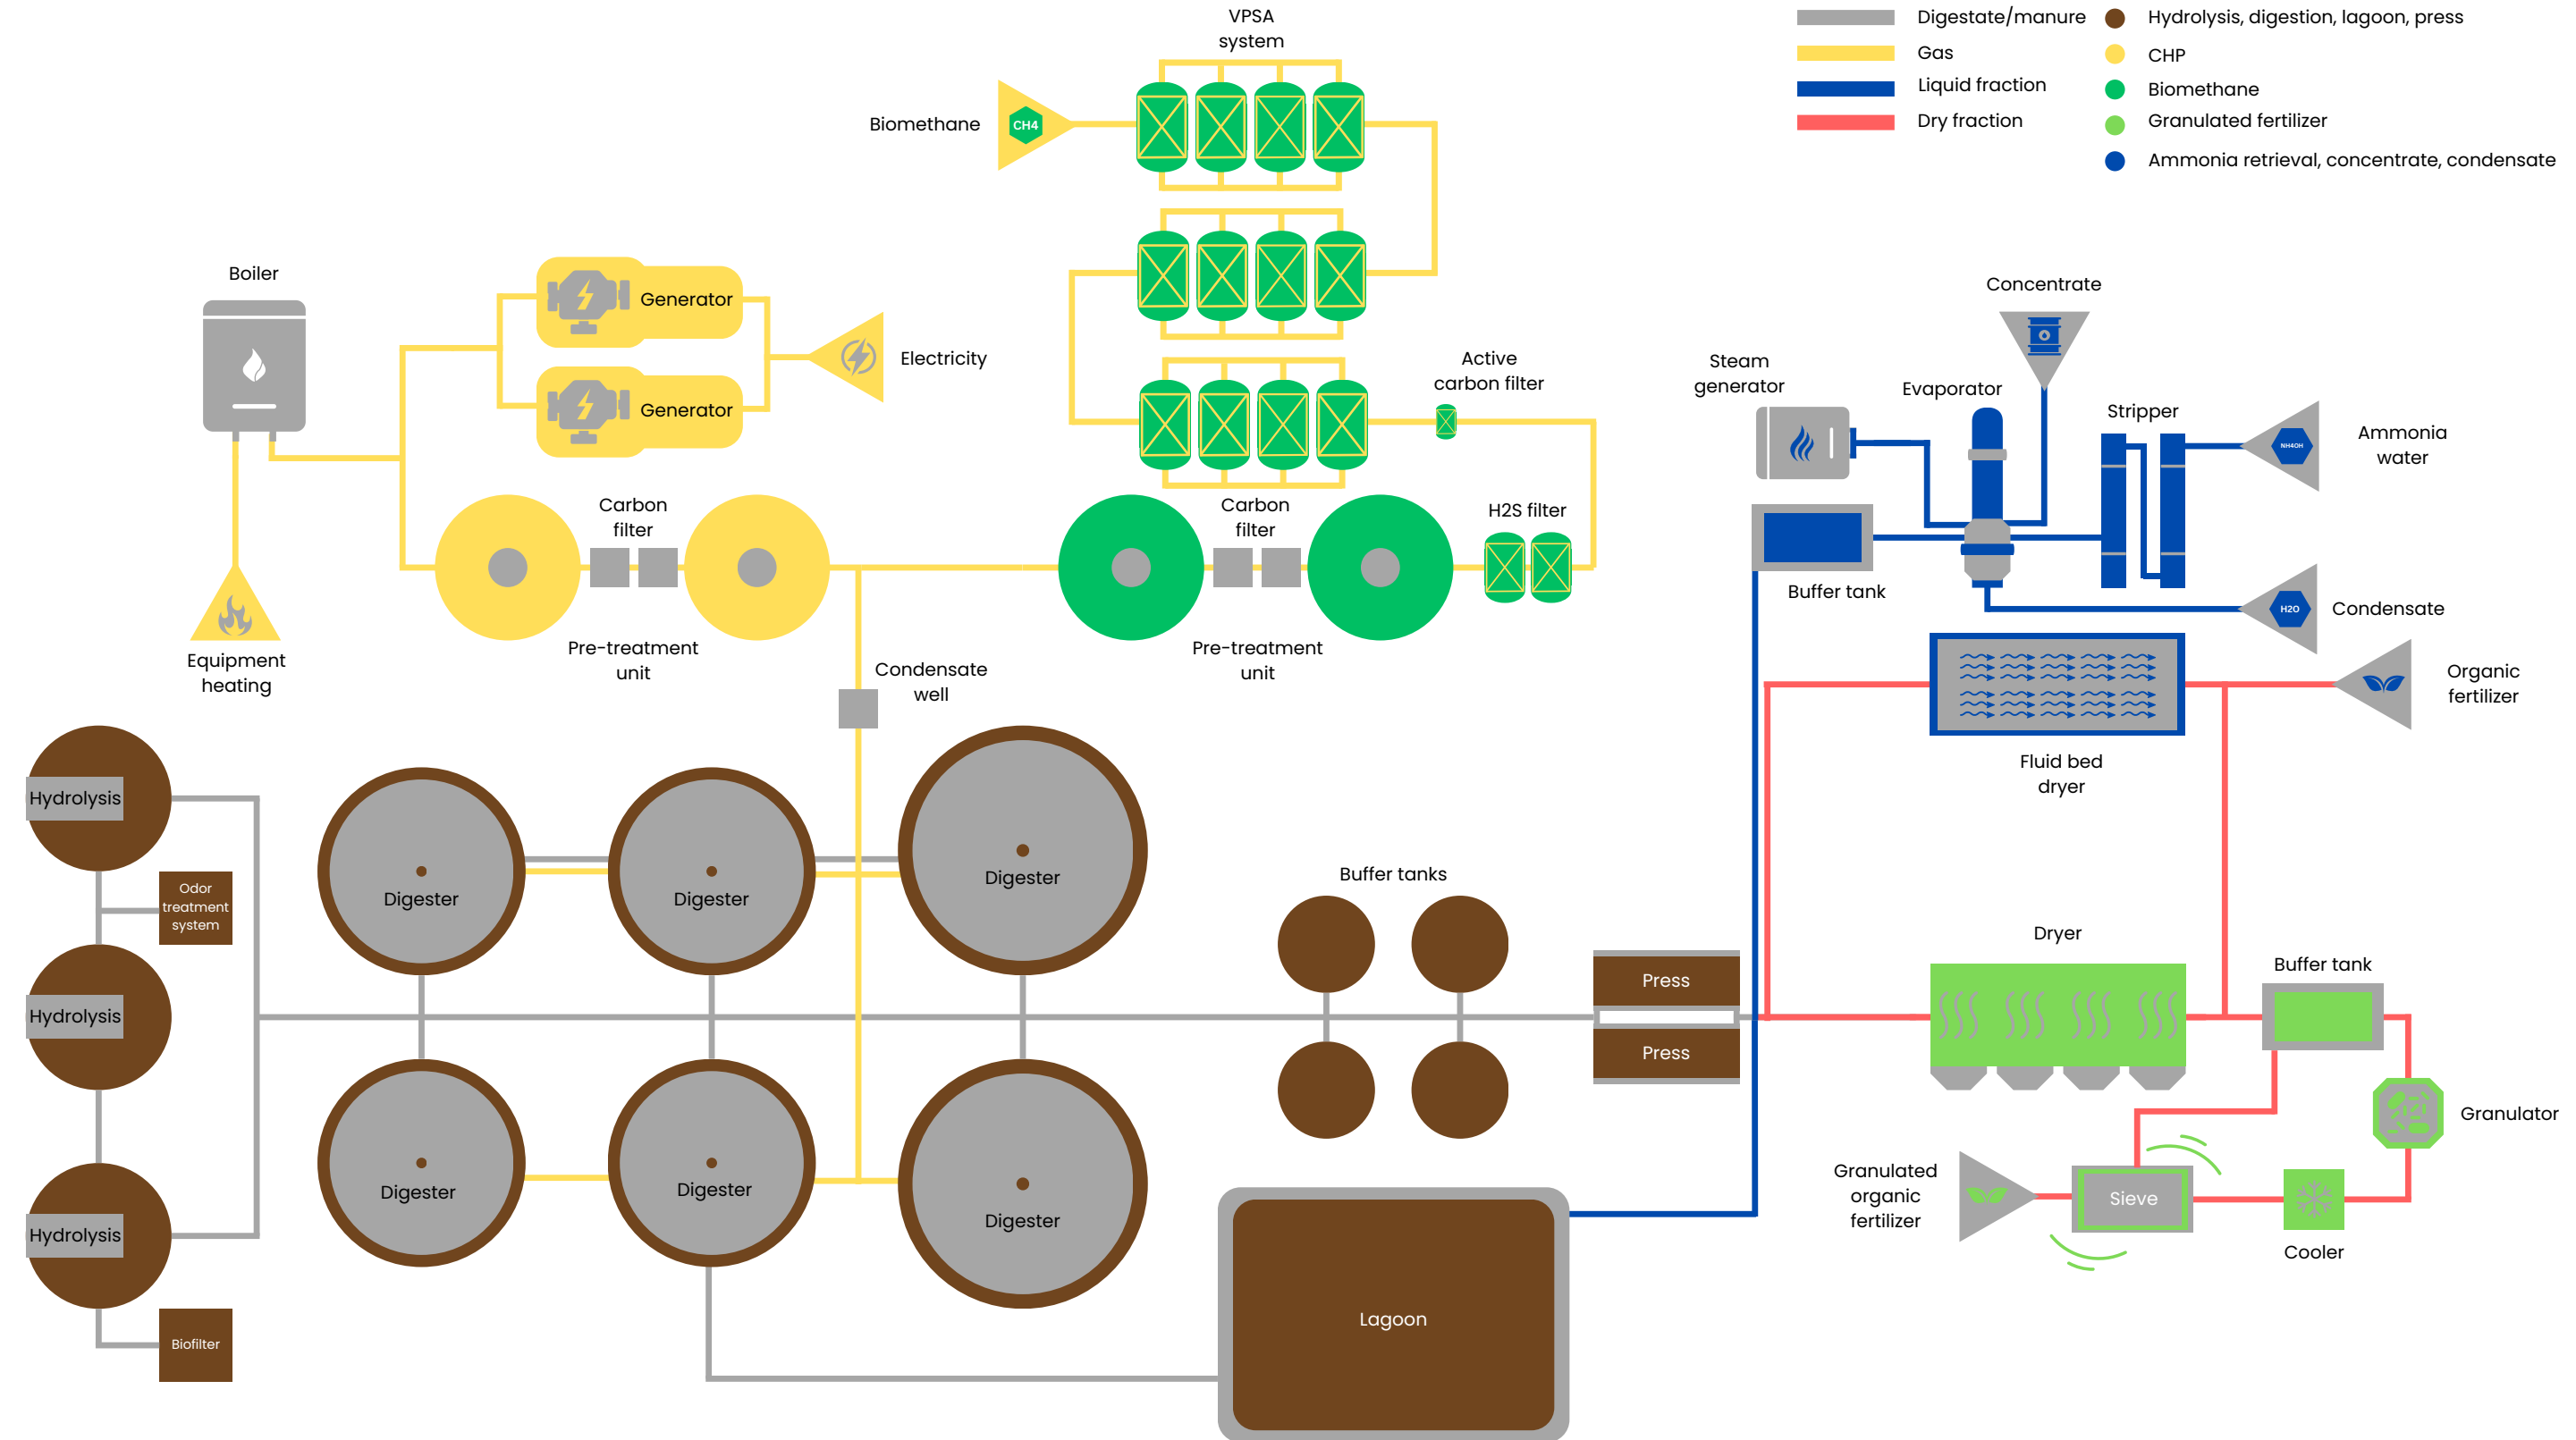 VPSA
system
Digestate/manure
Gas
Liquid fraction
Dry fraction
Hydrolysis, digestion, lagoon, press
CHP
Biomethane
Granulated fertilizer
Ammonia retrieval, concentrate, condensate
Biomethane
CH4
Boiler
Generator
Generator
Electricity
Active
carbon filter
Carbon
filter
Carbon
filter
H2S filter
Pre-treatment
unit
Pre-treatment
unit
Equipment
heating
Condensate
well
Concentrate
Steam
generator
Evaporator
Stripper
NH4OH
Ammonia
water
Buffer tank
H2O
Condensate
Organic
fertilizer
Fluid bed
dryer
Hydrolysis
Odor
treatment
system
Hydrolysis
Hydrolysis
Biofilter
Digester
Digester
Digester
Digester
Digester
Digester
Buffer tanks
Press
Press
Lagoon
Dryer
Buffer tank
Granulator
Granulated
organic
fertilizer
Sieve
Cooler